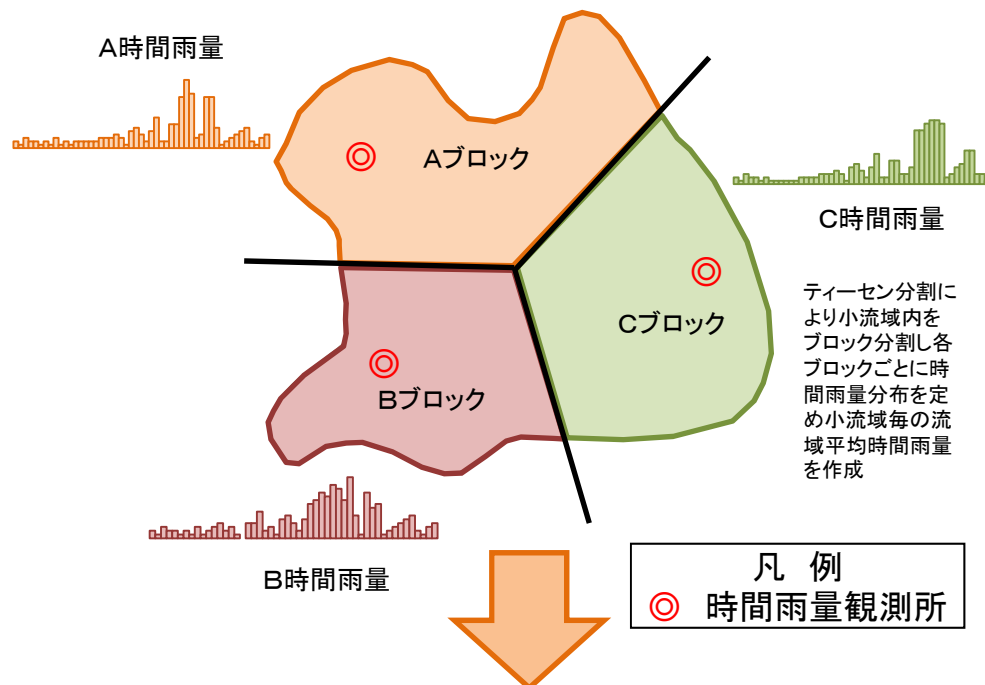 A時間雨量
Aブロック
C時間雨量
Cブロック
Bブロック
B時間雨量
ティーセン分割に
より小流域内を
ブロック分割し各
ブロックごとに時
間雨量分布を定
め小流域毎の流
域平均時間雨量
を作成
凡 例
◎ 時間雨量観測所